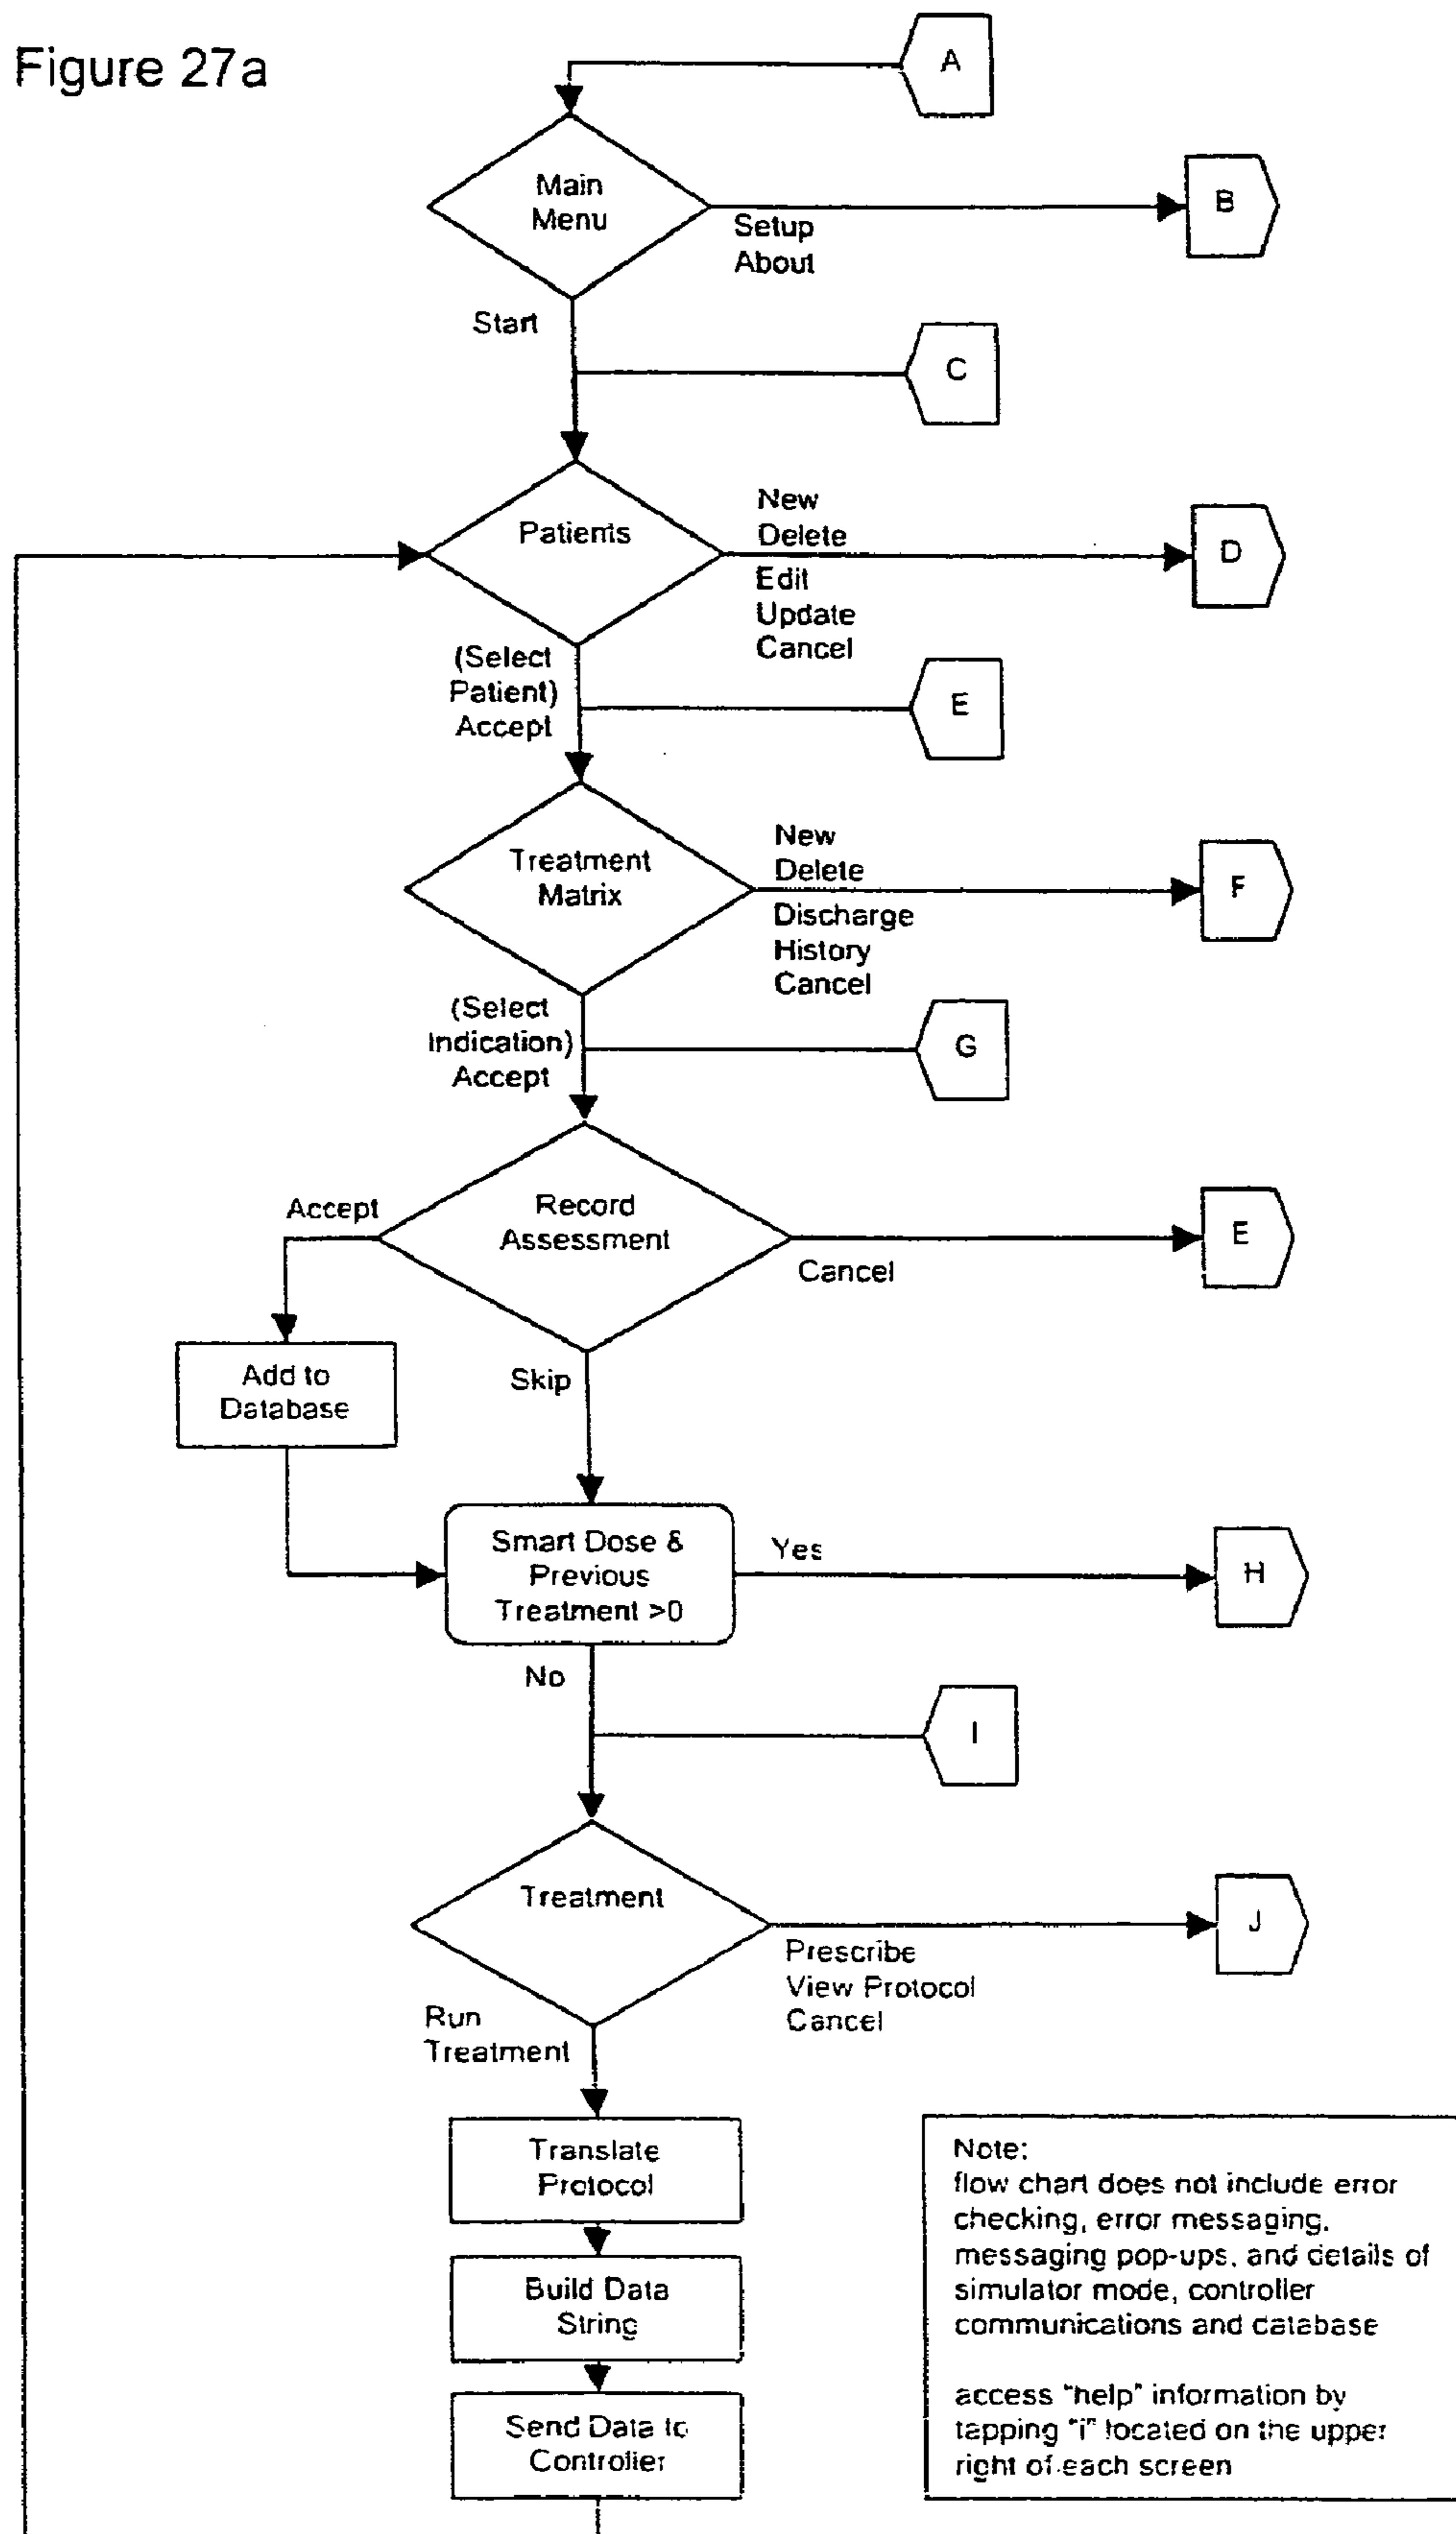 Figure 27a
A
Main
Menu
B
Setup
About
Start
C
Patients
New
Delete
Edit
Update
Cancel
D
(Select
Patient)
Accept
E
Treatment
Matrix
New
Delete
Discharge
History
Cancel
F
(Select
Indication)
Accept
G
Accept
Record
Assessment
Cancel
E
Add to
Database
Skip
Smart Dose &
Previous
Treatment >0
Yes
H
No
I
Treatment
Prescribe
View Protocol
Cancel
J
Run
Treatment
Translate
Protocol
Build Data
String
Send Data to
Controller
Note:
flow chart does not include error
checking, error messaging,
messaging pop-ups, and details of
simulator mode, controller
communications and database
access "help" information by
tapping "i" located on the upper
right of each screen